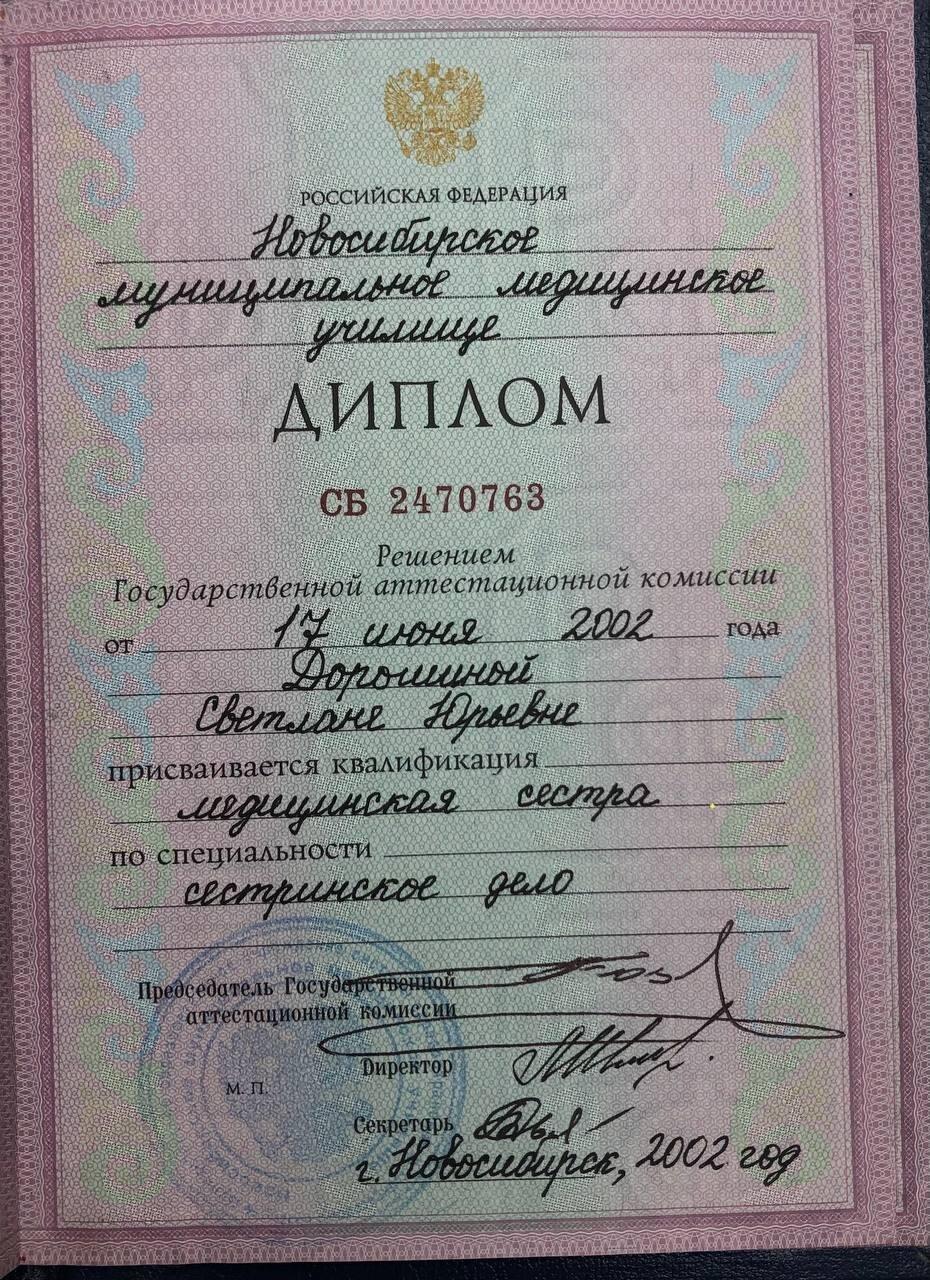 РОССИЙСКАЯ ФЕДЕРАЦИЯ
Новосибирское
муниципальное медицинское
училище
ДИПЛОМ
СБ 2470763
Решением
Государственной аттестационной комиссии
от 17 июня 2002 года
Дорошиной
Светлане Юрьевне
присваивается квалификация
медицинская сестра
по специальности
сестринское дело
Председатель Государственной
аттестационной комиссии
Директор
М. П.
Секретарь
г. Новосибирск, 2002 год